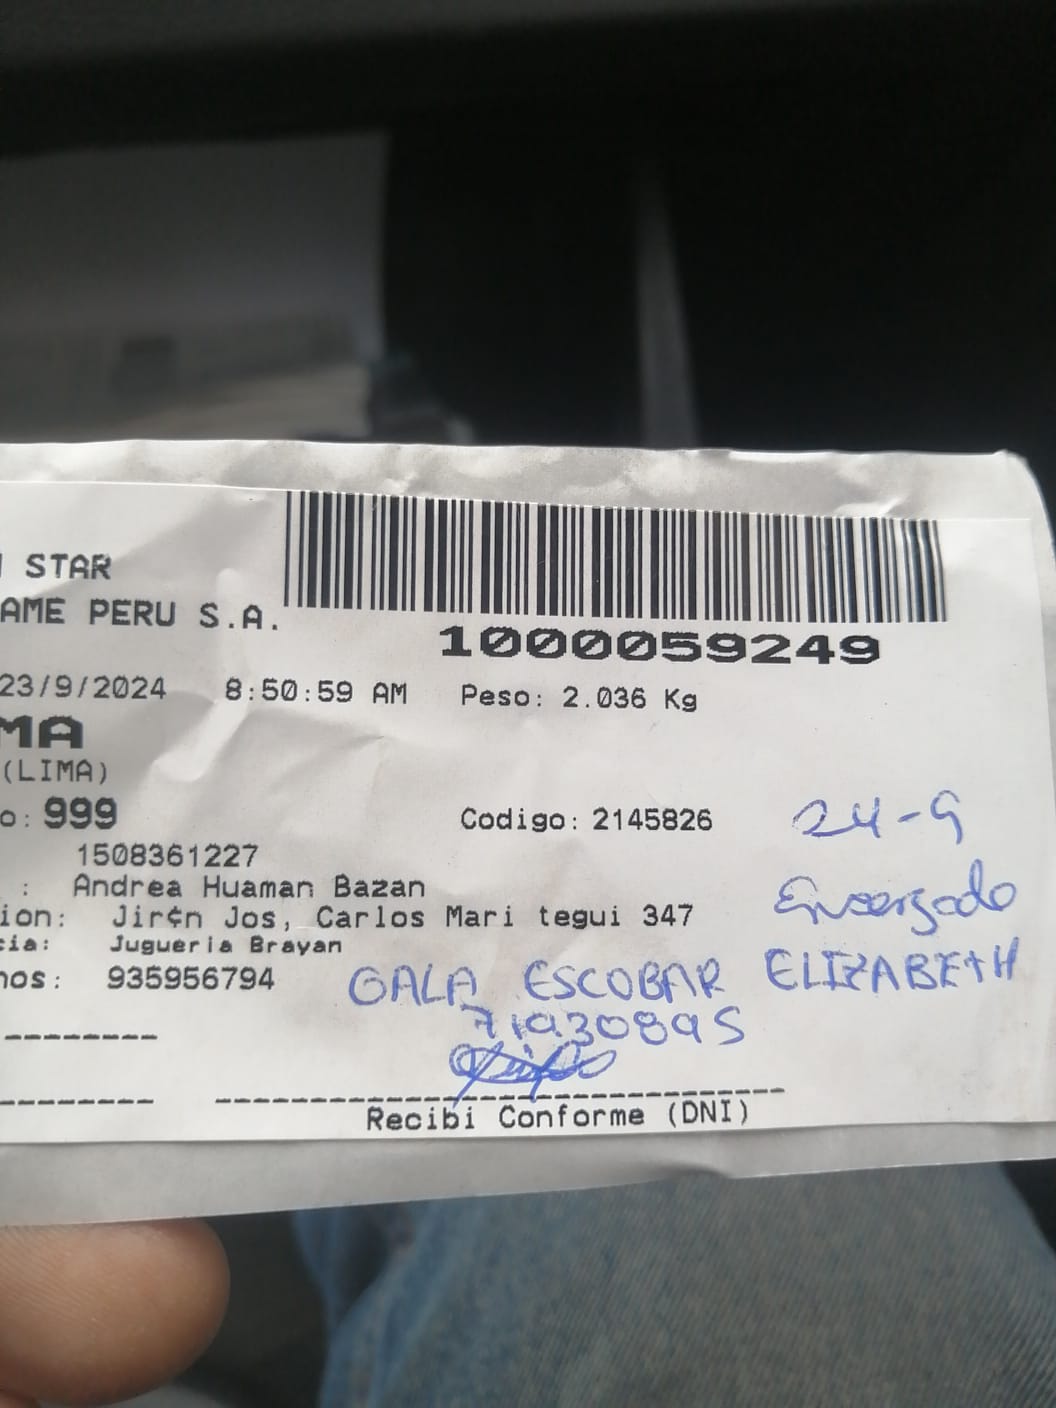 STAR
AME PERU S.A.
1000059249
23/9/2024 8:50:59 AM Peso: 2.036 Kg
MA
(LIMA)
o: 999 Codigo: 2145826 24-9
1508361227
: Andrea Huaman Bazan Encargado
ion: Jir¢n Jos, Carlos Mari tegui 347
cia: Jugueria Brayan
nos: 935956794 GALA ESCOBAR ELIZABETH
71930895
Recibi Conforme (DNI)